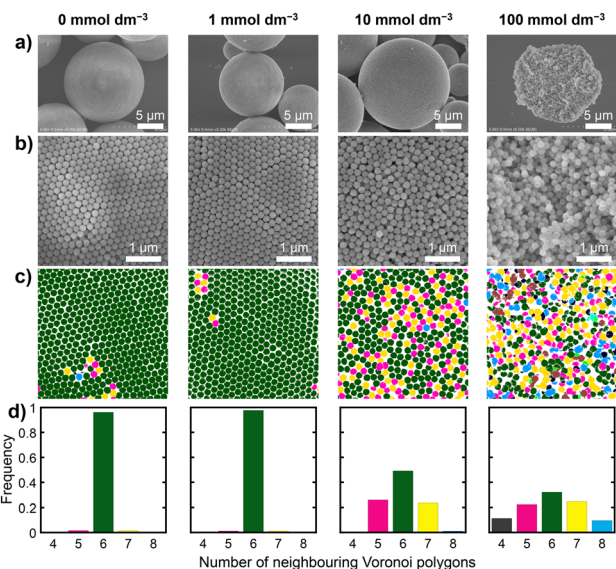 0 mmol dm⁻³ 1 mmol dm⁻³ 10 mmol dm⁻³ 100 mmol dm⁻³
a)
5 μm 5 μm 5 μm 5 μm
b)
1 μm 1 μm 1 μm 1 μm
c)
d)
1
0.8
0.6
0.4
0.2
0
Frequency
4 5 6 7 8 4 5 6 7 8 4 5 6 7 8 4 5 6 7 8
Number of neighbouring Voronoi polygons